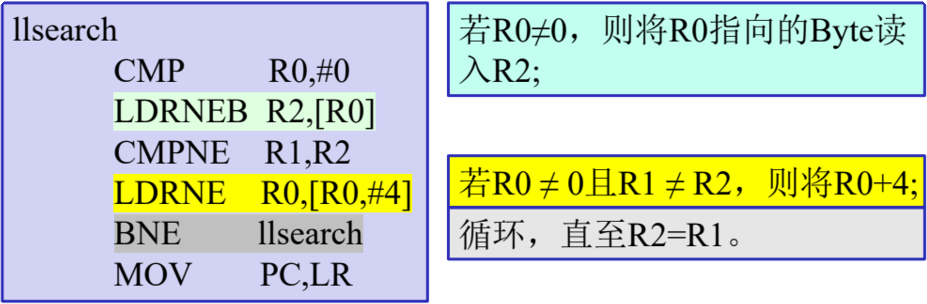 llsearch
CMP R0,#0
LDRNEB R2,[R0]
CMPNE R1,R2
LDRNE R0,[R0,#4]
BNE llsearch
MOV PC,LR
若R0≠0，则将R0指向的Byte读
入R2;
若R0 ≠ 0且R1 ≠ R2，则将R0+4;
循环，直至R2=R1。